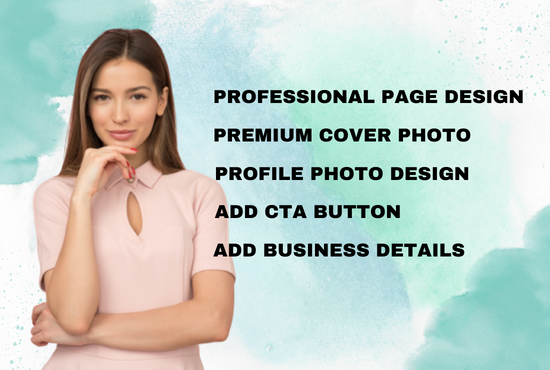 PROFESSIONAL PAGE DESIGN
PREMIUM COVER PHOTO
PROFILE PHOTO DESIGN
ADD CTA BUTTON
ADD BUSINESS DETAILS